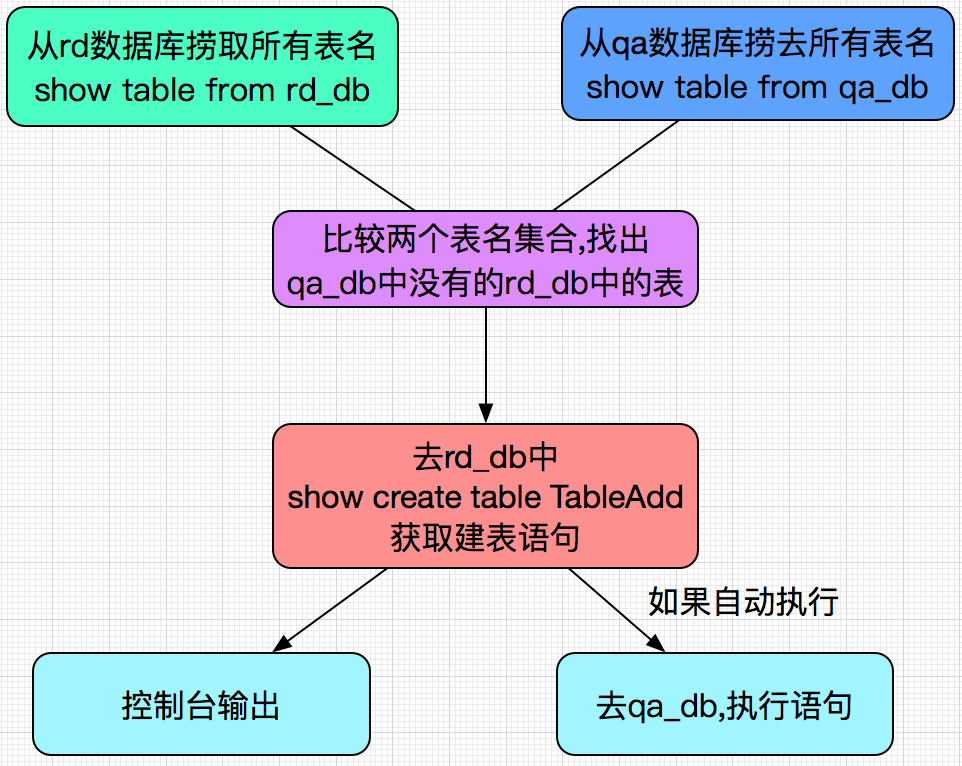 从rd数据库捞取所有表名
show table from rd_db
从qa数据库捞去所有表名
show table from qa_db
比较两个表名集合,找出
qa_db中没有的rd_db中的表
去rd_db中
show create table TableAdd
获取建表语句
如果自动执行
控制台输出
去qa_db,执行语句